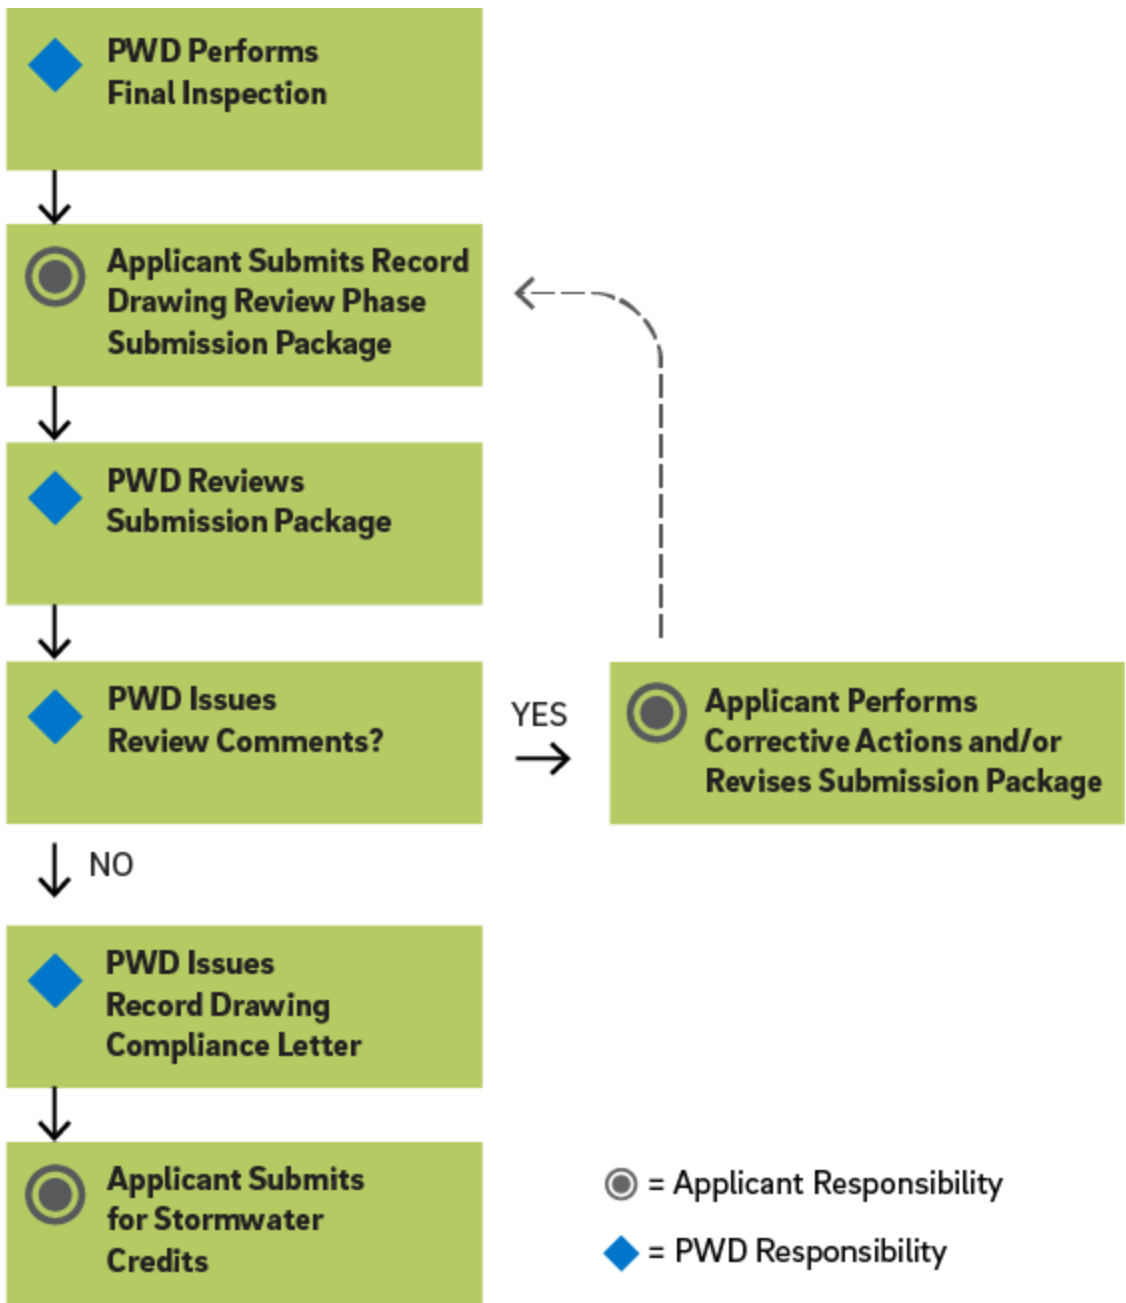 PWD Performs
Final Inspection
Applicant Submits Record
Drawing Review Phase
Submission Package
PWD Reviews
Submission Package
PWD Issues
Review Comments?
YES
Applicant Performs
Corrective Actions and/or
Revises Submission Package
NO
PWD Issues
Record Drawing
Compliance Letter
Applicant Submits
for Stormwater
Credits
= Applicant Responsibility
= PWD Responsibility